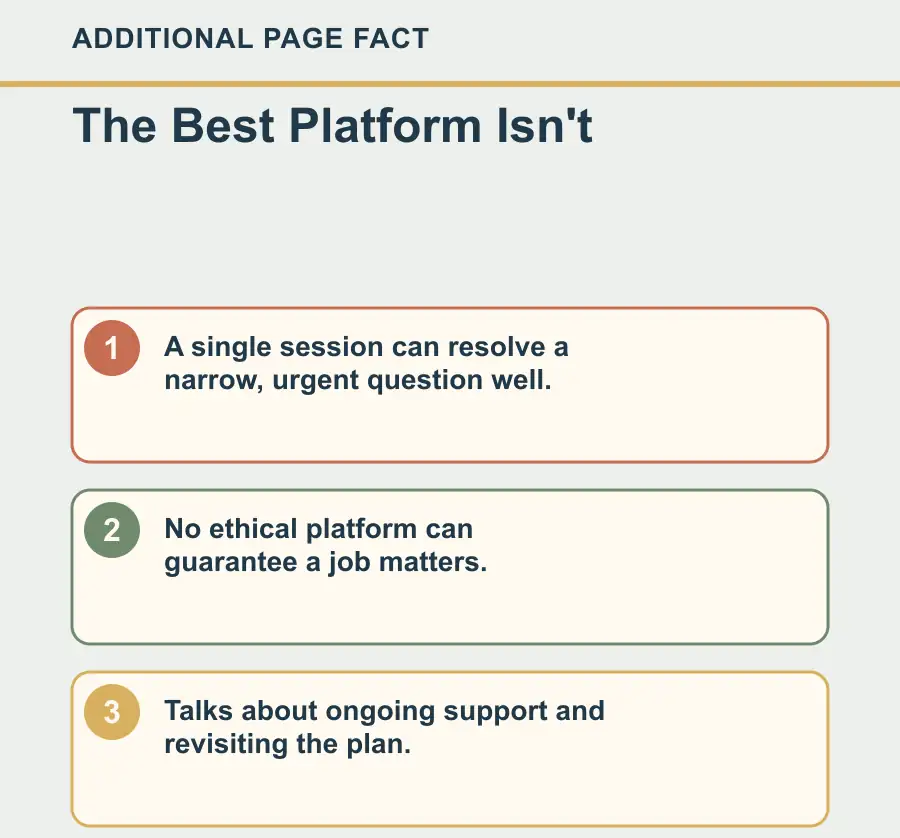 ADDITIONAL PAGE FACT
The Best Platform Isn't
1
A single session can resolve a
narrow, urgent question well.
2
No ethical platform can
guarantee a job matters.
3
Talks about ongoing support and
revisiting the plan.